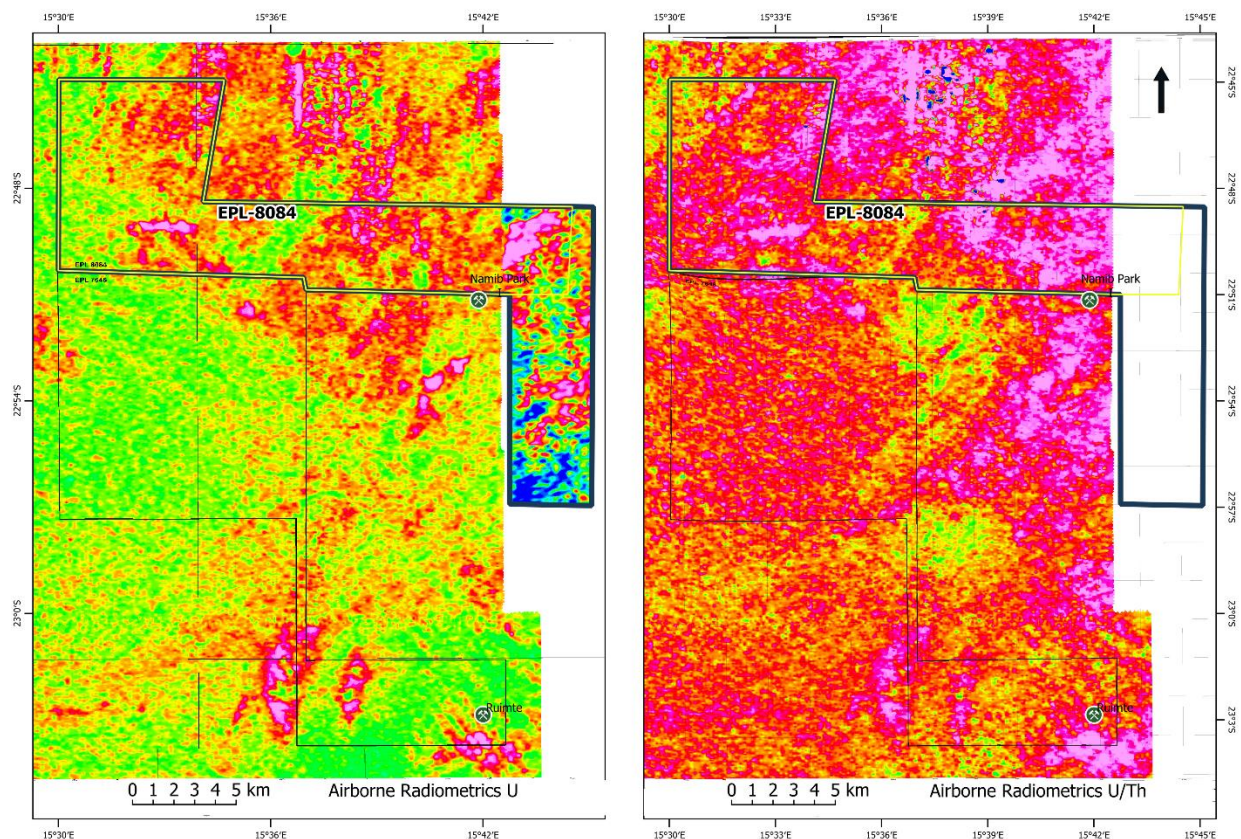 15°30'E
15°36'E
15°42'E
15°30'E
15°33'E
15°36'E
15°39'E
15°42'E
15°45'E
22°45'S
22°48'S
22°48'S
EPL-8084
EPL-8084
EPL 8084
Namib Park
Namib Park
22°51'S
22°54'S
22°54'S
22°57'S
23°0'S
23°0'S
Ruimte
Ruimte
23°3'S
0 1 2 3 4 5 km
Airborne Radiometrics U
0 1 2 3 4 5 km
Airborne Radiometrics U/Th
15°30'E
15°36'E
15°42'E
15°30'E
15°33'E
15°36'E
15°39'E
15°42'E
15°45'E